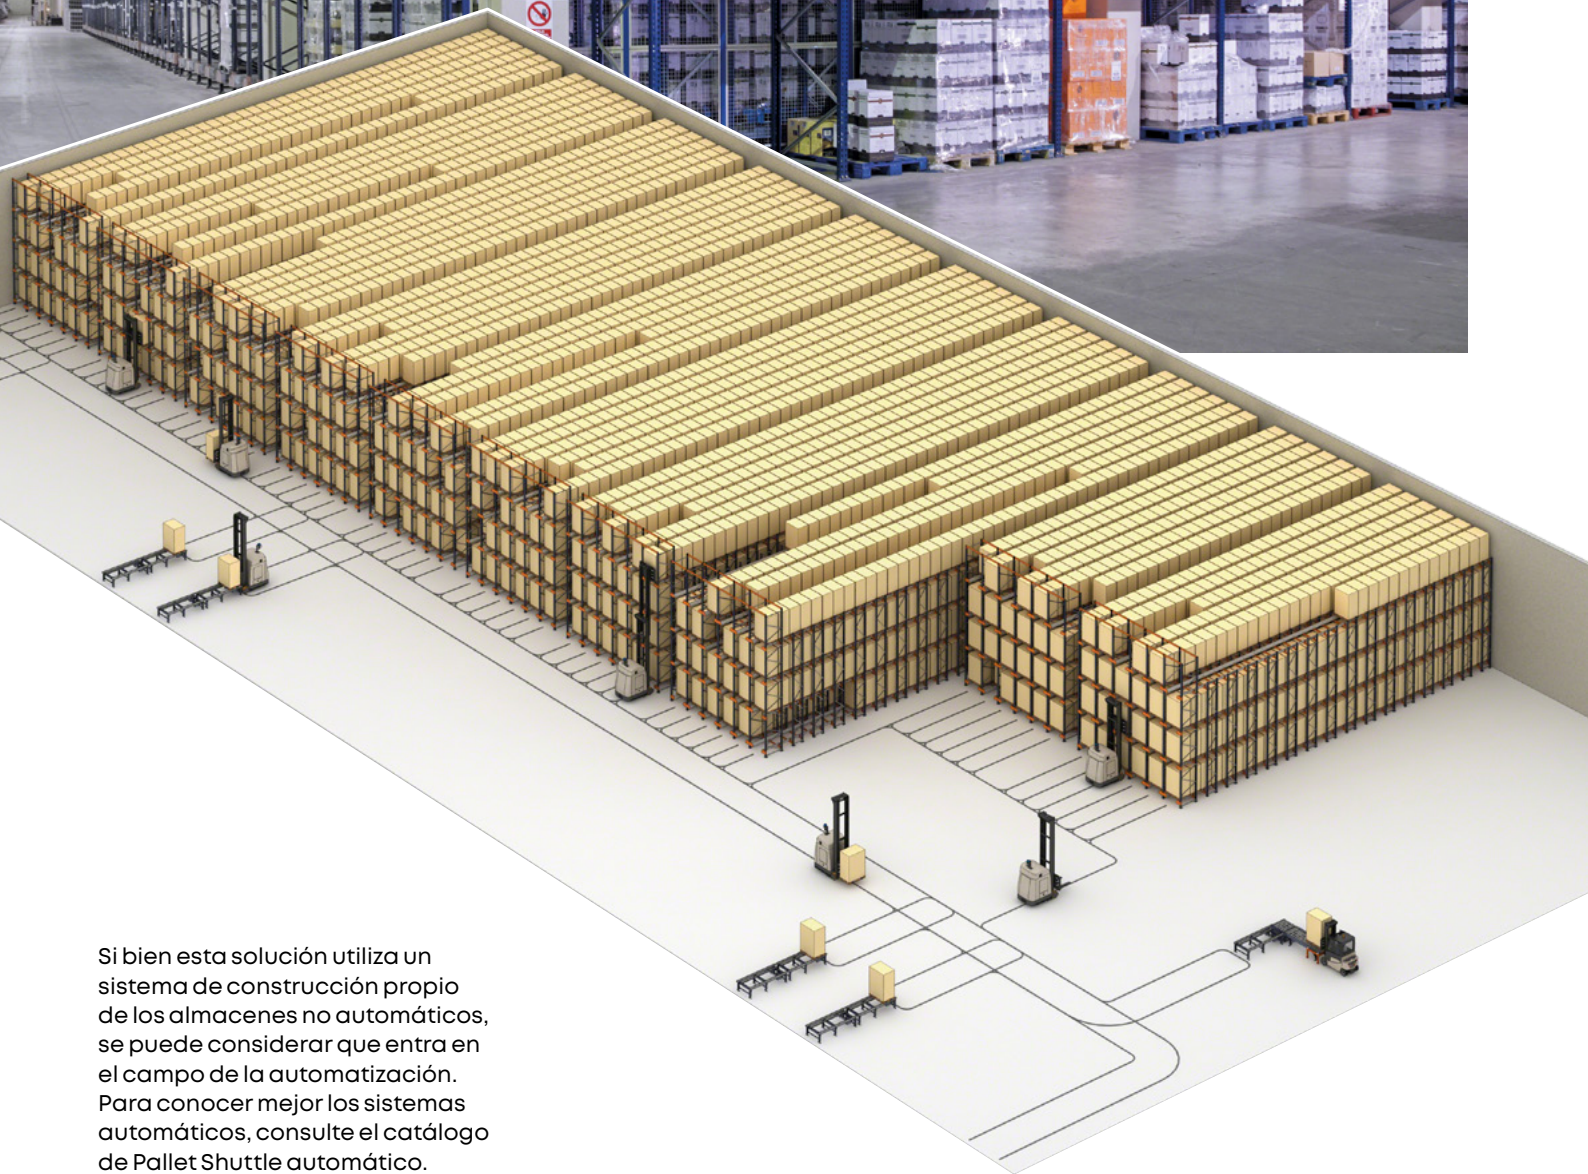 Si bien esta solución utiliza un
sistema de construcción propio
de los almacenes no automáticos,
se puede considerar que entra en
el campo de la automatización.
Para conocer mejor los sistemas
automáticos, consulte el catálogo
de Pallet Shuttle automático.